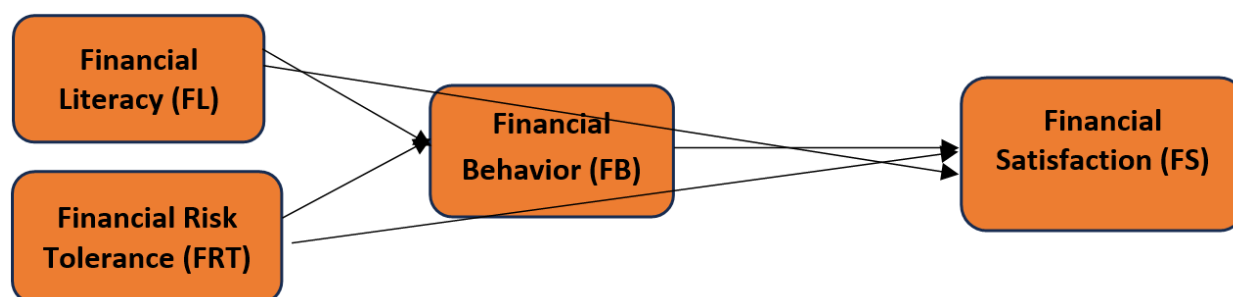 Financial
Literacy (FL)
Financial Risk
Tolerance (FRT)
Financial
Behavior (FB)
Financial
Satisfaction (FS)